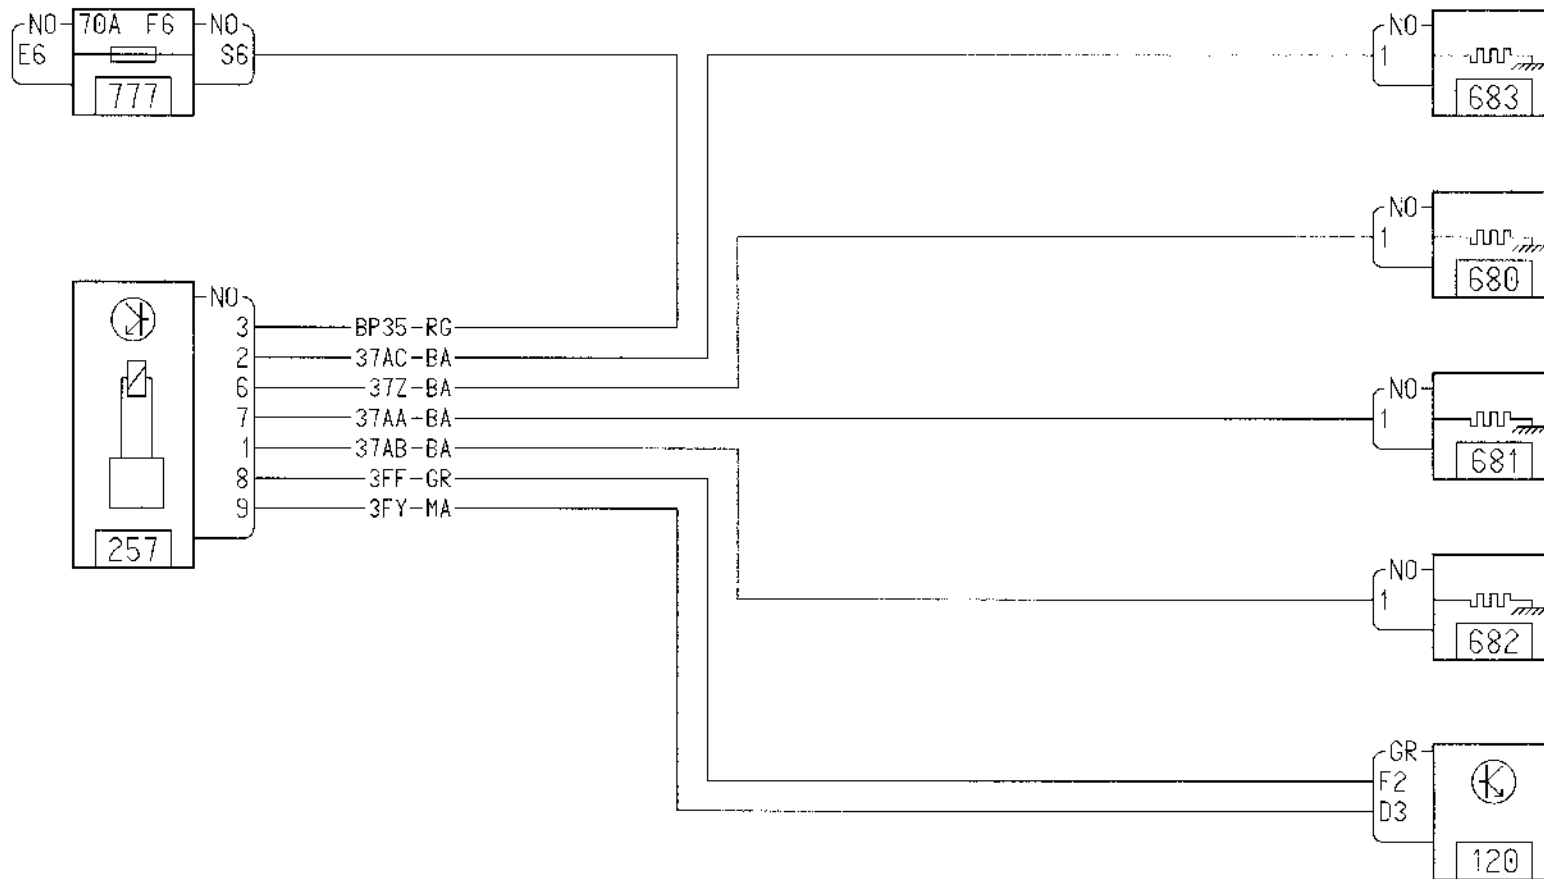 NO 70A F6 NO
E6 S6
777
NO
1
683
NO
1
680
NO
3 BP35-RG
2 37AC-BA
6 37Z-BA
7 37AA-BA
1 37AB-BA
8 3FF-GR
9 3FY-MA
257
NO
1
681
NO
1
682
GR
F2
D3
120